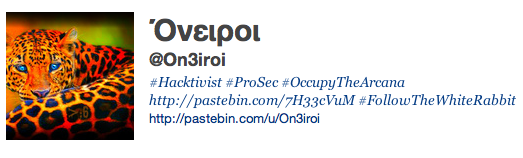 Όνειροι
@On3iroi
#Hacktivist #ProSec #OccupyTheArcana
http://pastebin.com/7H33cVuM #FollowTheWhiteRabbit
http://pastebin.com/u/On3iroi